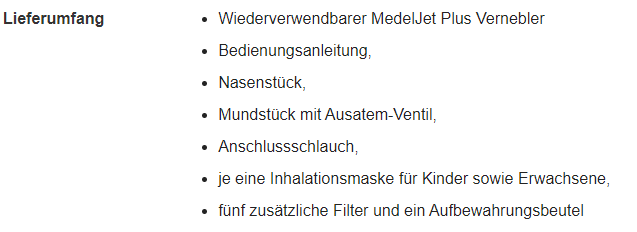 Lieferumfang
Wiederverwendbarer MedelJet Plus Vernebler
Bedienungsanleitung,
Nasenstück,
Mundstück mit Ausatem-Ventil,
Anschlussschlauch,
je eine Inhalationsmaske für Kinder sowie Erwachsene,
fünf zusätzliche Filter und ein Aufbewahrungsbeutel